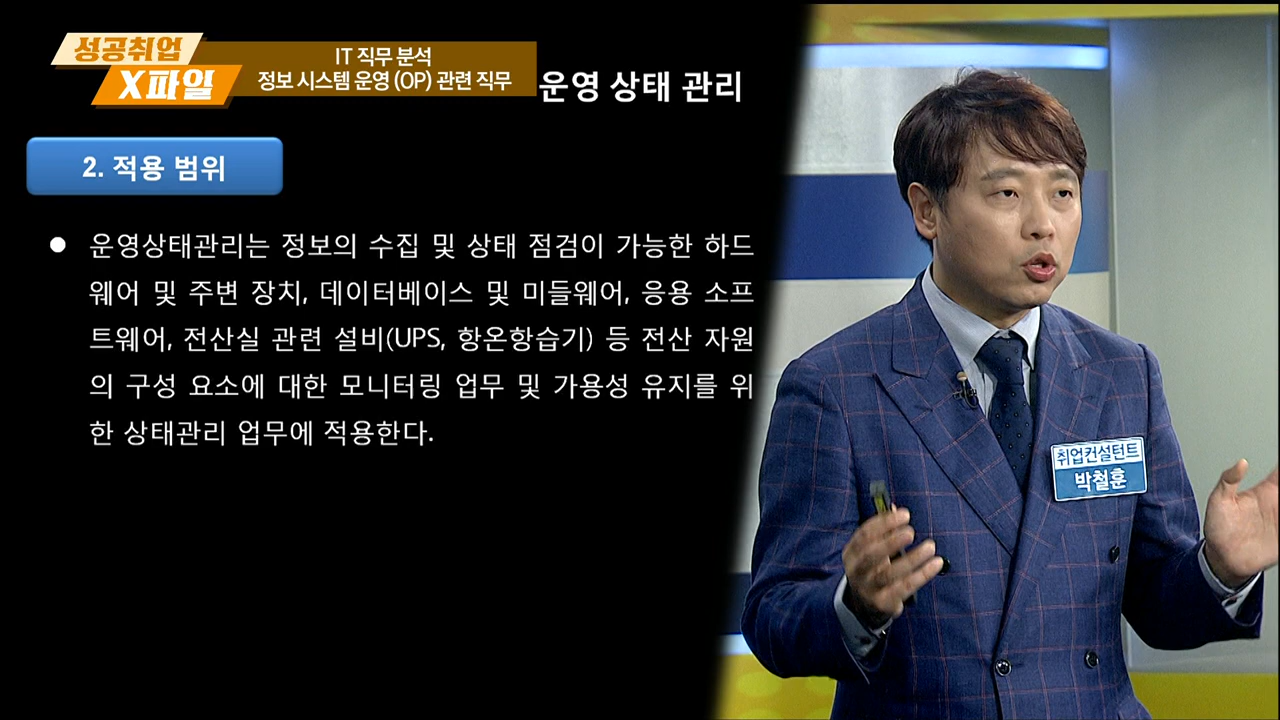 성공취업
X파일
IT 직무 분석
정보 시스템 운영 (OP) 관련 직무
운영 상태 관리
2. 적용 범위
● 운영상태관리는 정보의 수집 및 상태 점검이 가능한 하드
웨어 및 주변 장치, 데이터베이스 및 미들웨어, 응용 소프
트웨어, 전산실 관련 설비(UPS, 항온항습기) 등 전산 자원
의 구성 요소에 대한 모니터링 업무 및 가용성 유지를 위
한 상태관리 업무에 적용한다.
취업컨설턴트
박철훈